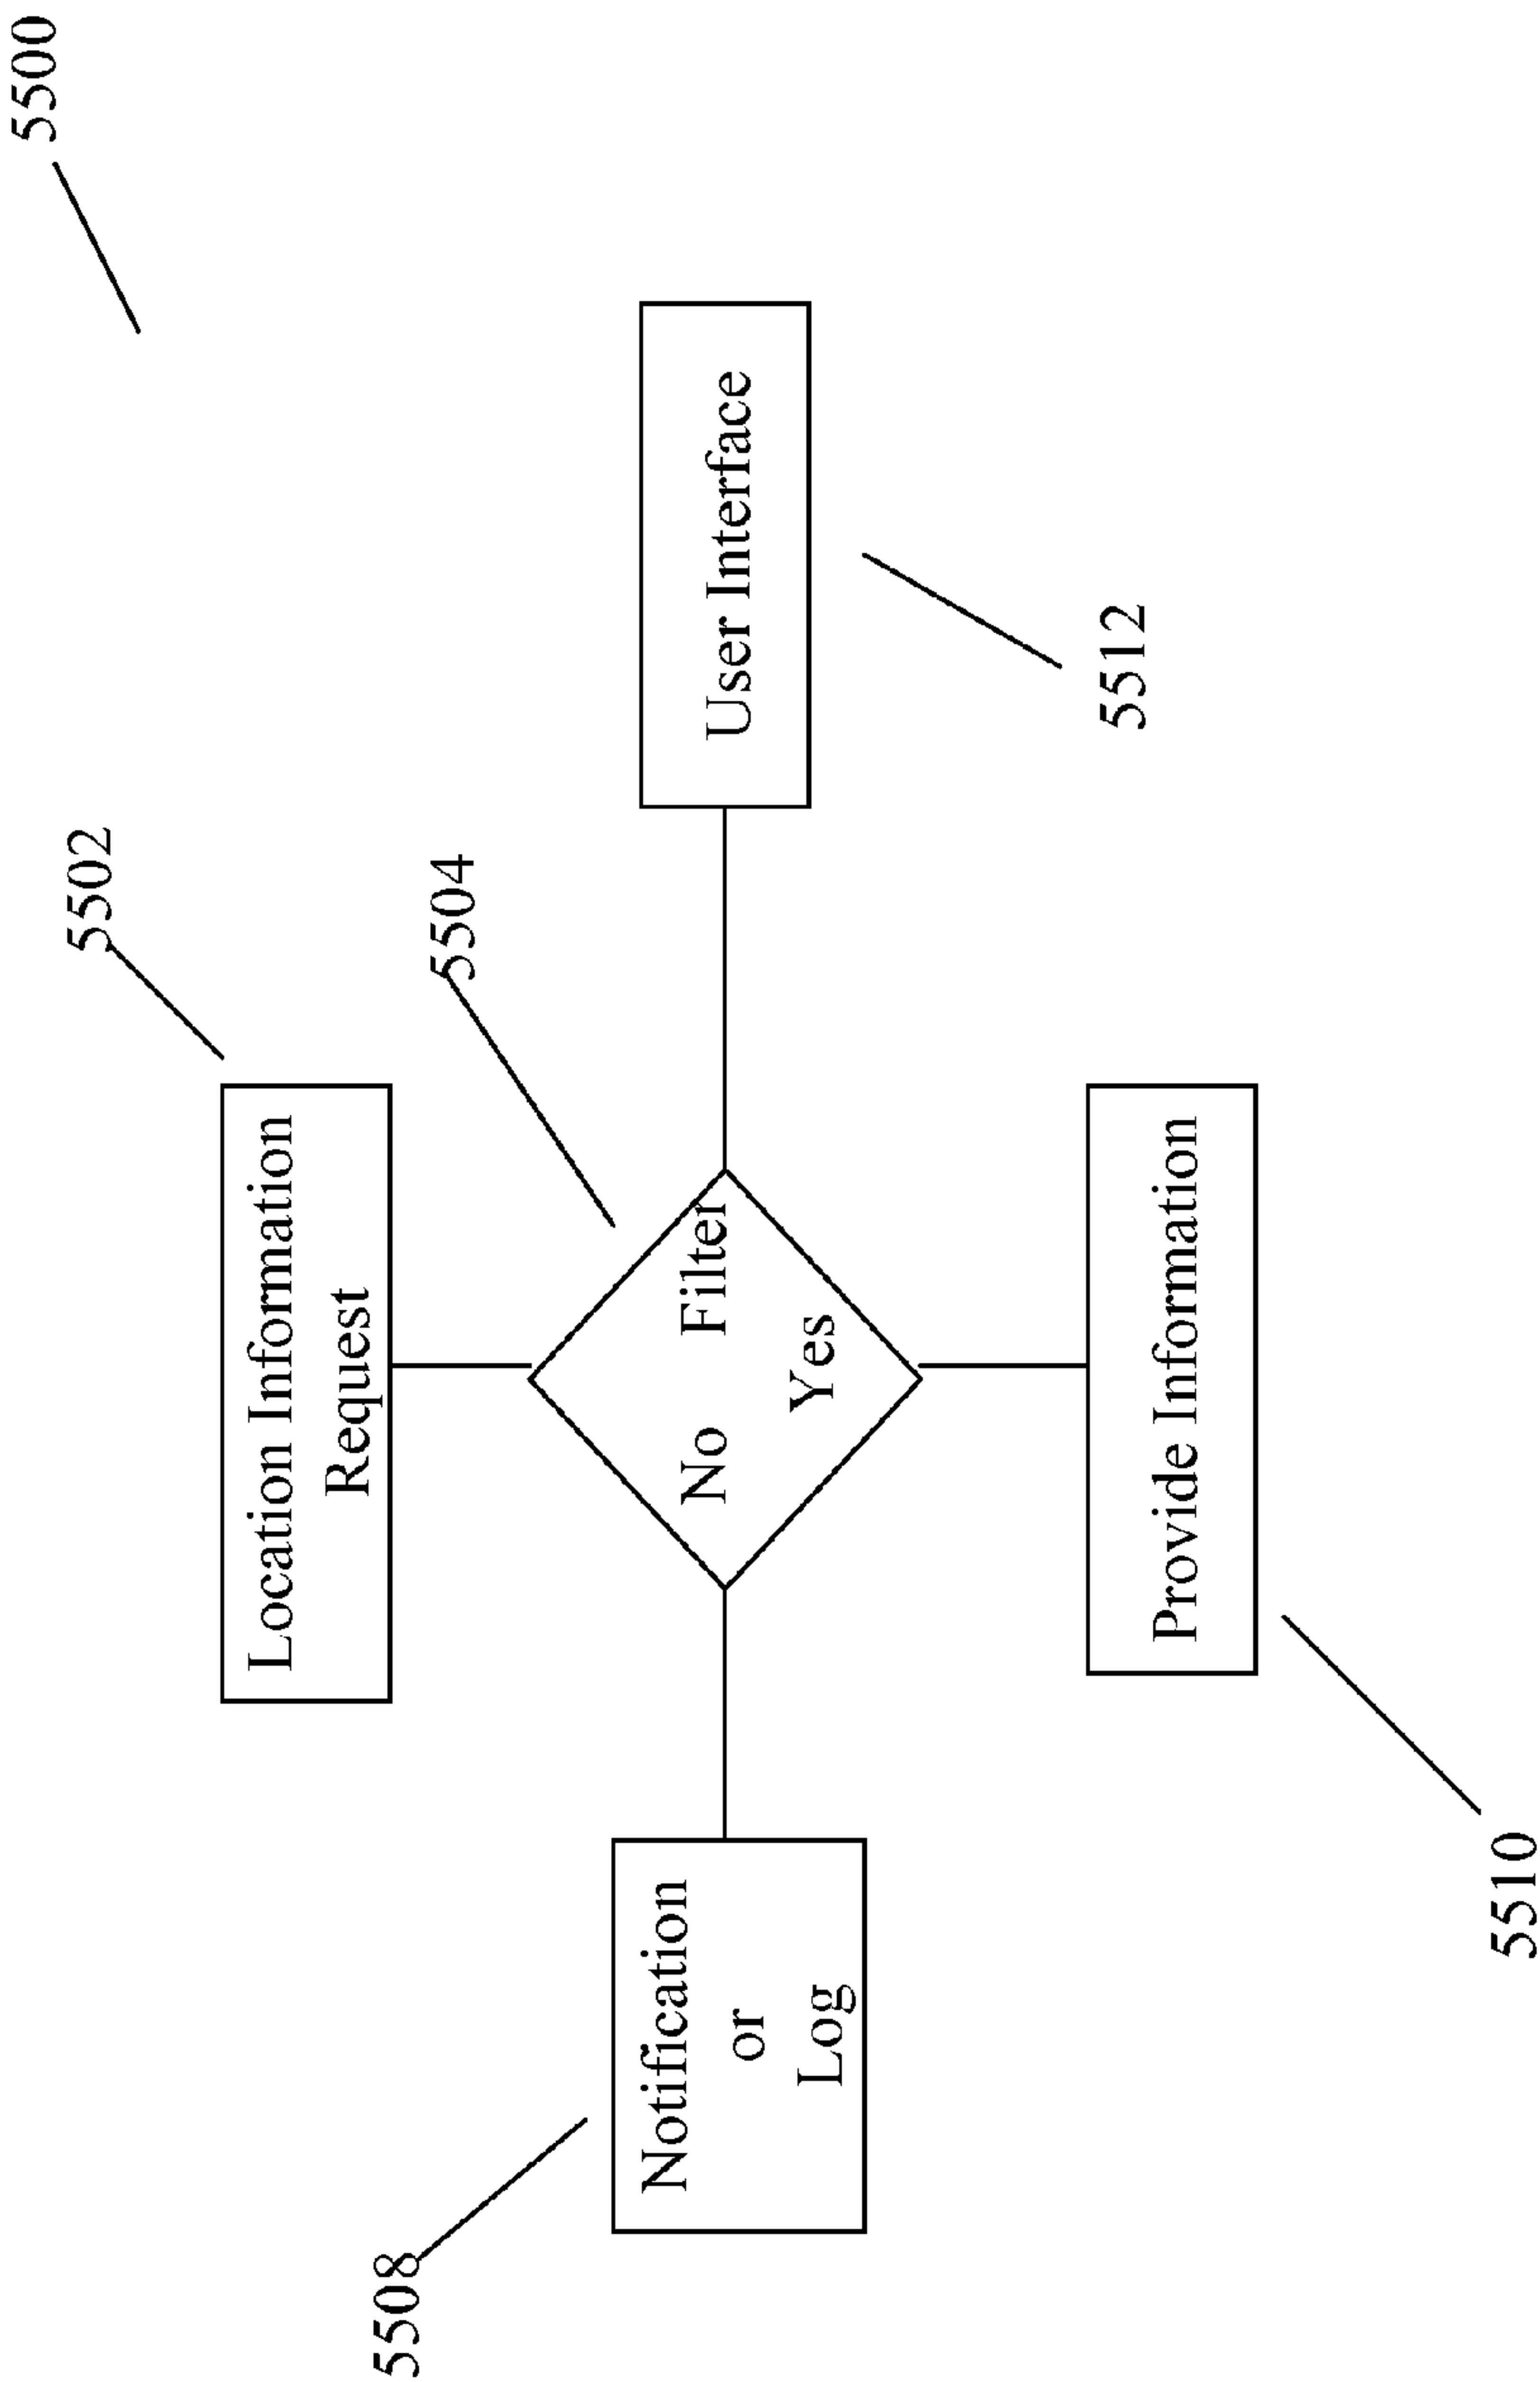 5500
5502
Location Information
Request
5504
Filter
No
Yes
User Interface
5512
5508
Notification
or
Log
Provide Information
5510